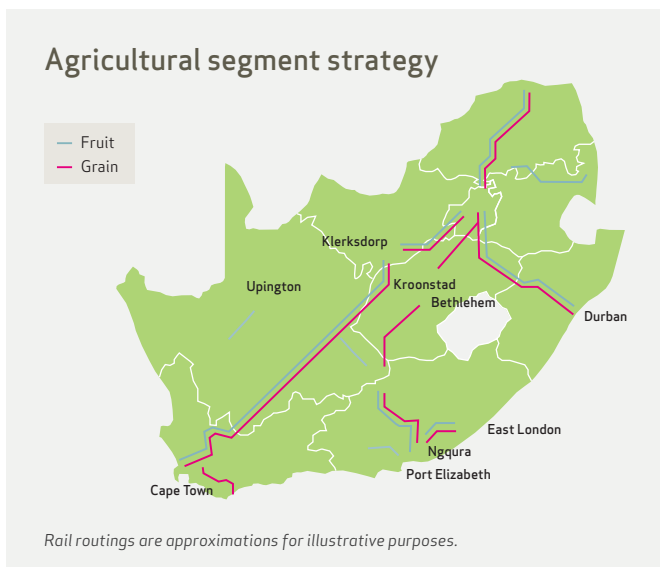 Agricultural segment strategy
Fruit
Grain
Klerksdorp
Upington
Kroonstad
Bethlehem
Durban
East London
Ngqura
Port Elizabeth
Cape Town
Rail routings are approximations for illustrative purposes.